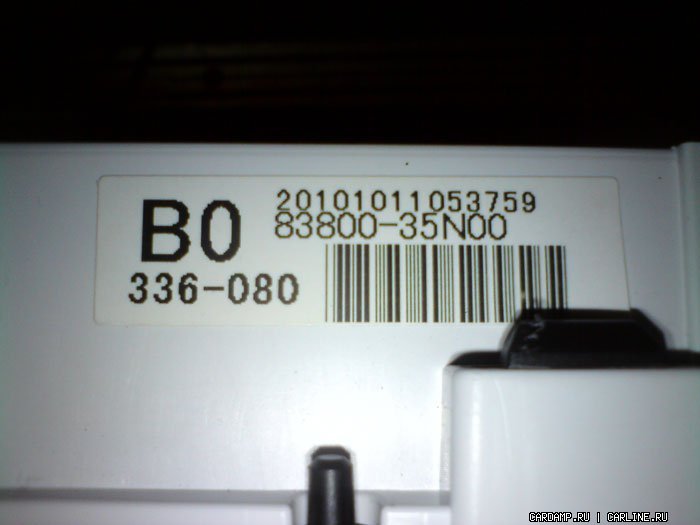 B0
20101011053759
83800-35N00
336-080
CARDAMP.RU | CARLINE.RU